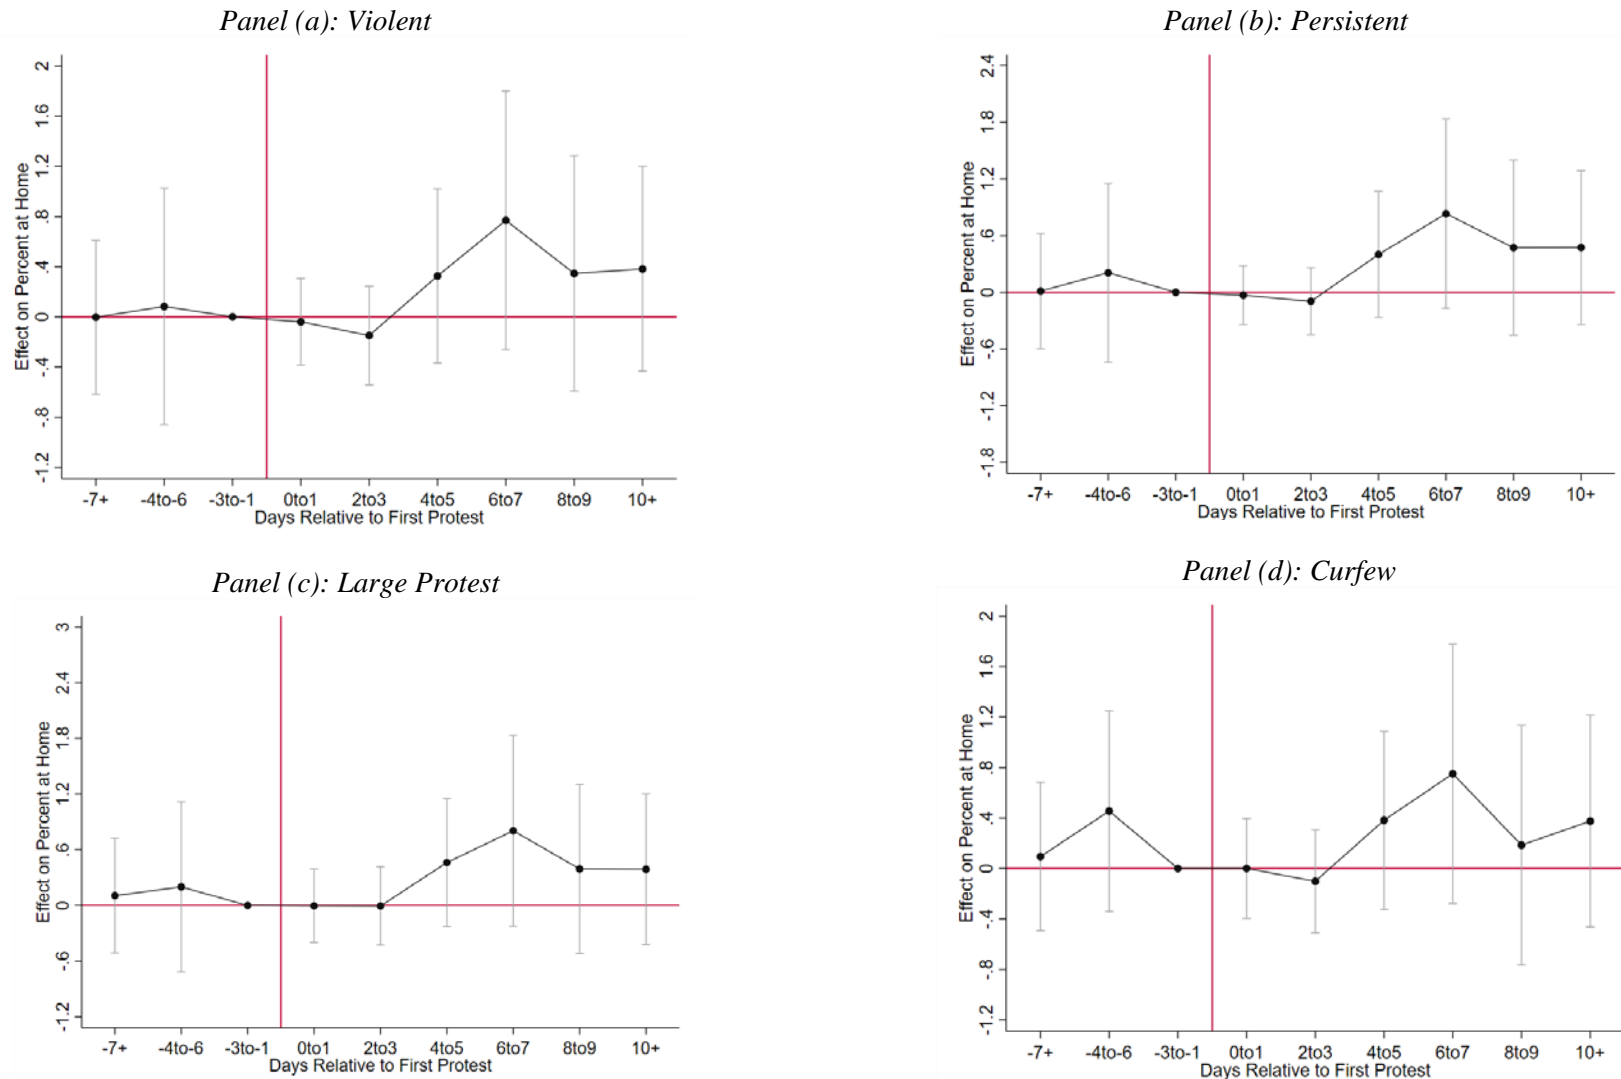 Panel (a): Violent
Effect on Percent at Home
2
1.6
1.2
.8
.4
0
-.4
-.8
-1.2
-7+ -4to-6 -3to-1 0to1 2to3 4to5 6to7 8to9 10+
Days Relative to First Protest
Panel (b): Persistent
Effect on Percent at Home
2.4
1.8
1.2
.6
0
-.6
-1.2
-1.8
-7+ -4to-6 -3to-1 0to1 2to3 4to5 6to7 8to9 10+
Days Relative to First Protest
Panel (c): Large Protest
Effect on Percent at Home
3
2.4
1.8
1.2
.6
0
-.6
-1.2
-7+ -4to-6 -3to-1 0to1 2to3 4to5 6to7 8to9 10+
Days Relative to First Protest
Panel (d): Curfew
Effect on Percent at Home
2
1.6
1.2
.8
.4
0
-.4
-.8
-1.2
-7+ -4to-6 -3to-1 0to1 2to3 4to5 6to7 8to9 10+
Days Relative to First Protest